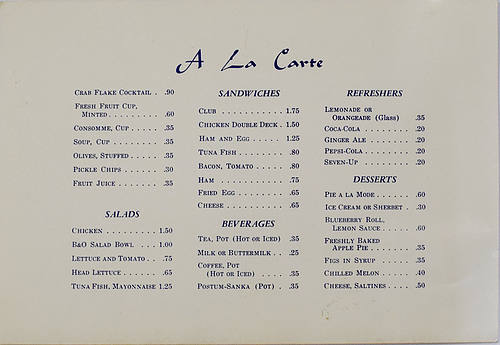 A La Carte
Crab Flake Cocktail . .90
Fresh Fruit Cup,
Minted . . . . . . . . . .60
Consomme, Cup . . . . . .35
Soup, Cup . . . . . . . . .35
Olives, Stuffed . . . . . .35
Pickle Chips . . . . . . .30
Fruit Juice . . . . . . . .35
SALADS
Chicken . . . . . . . . . . 1.50
B&O Salad Bowl . . . 1.00
Lettuce and Tomato . . .75
Head Lettuce . . . . . . .65
Tuna Fish, Mayonnaise 1.25
SANDWICHES
Club . . . . . . . . . . . 1.75
Chicken Double Deck . 1.50
Ham and Egg . . . . . 1.25
Tuna Fish . . . . . . . . .80
Bacon, Tomato . . . . . .80
Ham . . . . . . . . . . . .75
Fried Egg . . . . . . . . .65
Cheese . . . . . . . . . . .65
BEVERAGES
Tea, Pot (Hot or Iced) .35
Milk or Buttermilk . . .25
Coffee, Pot
(Hot or Iced) . . . . .35
Postum-Sanka (Pot) . .35
REFRESHERS
Lemonade or
Orangeade (Glass) .35
Coca-Cola . . . . . . . . .20
Ginger Ale . . . . . . . .20
Pepsi-Cola . . . . . . . . .20
Seven-Up . . . . . . . . .20
DESSERTS
Pie a la Mode . . . . . . .60
Ice Cream or Sherbet . .30
Blueberry Roll,
Lemon Sauce . . . . . .60
Freshly Baked
Apple Pie . . . . . . . .35
Figs in Syrup . . . . . .35
Chilled Melon . . . . . .40
Cheese, Saltines . . . . .50